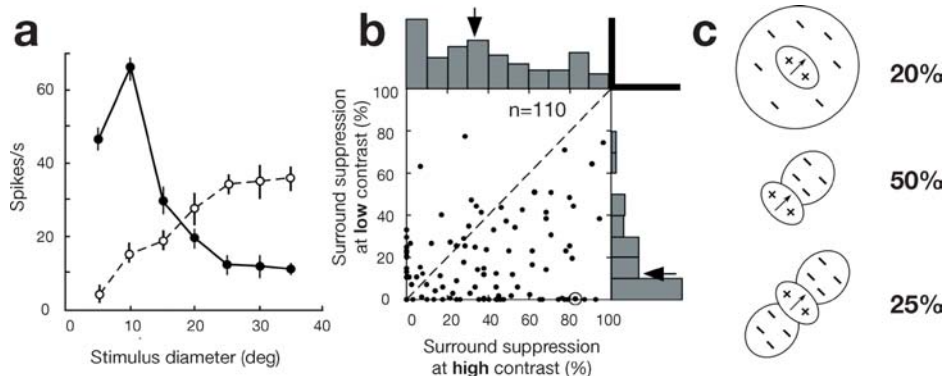 a
Spikes/s
60
40
20
0
0
10
20
30
40
Stimulus diameter (deg)
b
n=110
Surround suppression
at low contrast (%)
100
80
60
40
20
0
0
20
40
60
80
100
Surround suppression
at high contrast (%)
c
20%
50%
25%